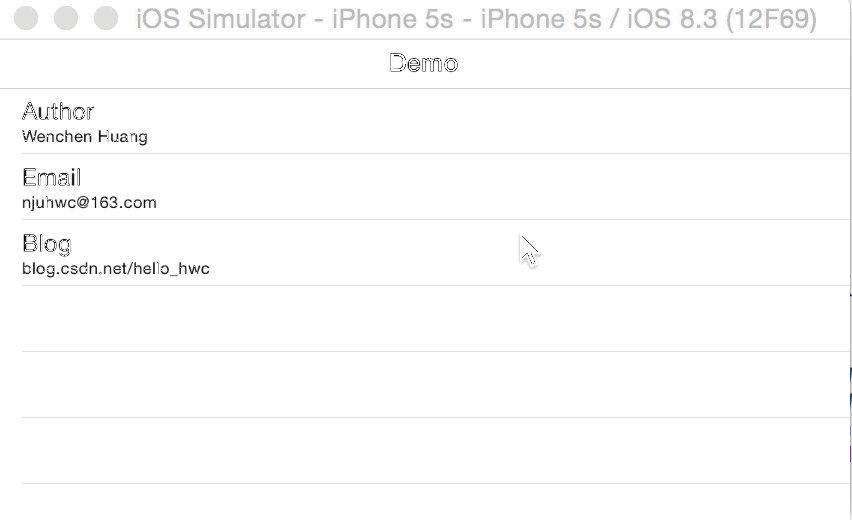 iOS Simulator - iPhone 5s - iPhone 5s / iOS 8.3 (12F69)
Demo
Author
Wenchen Huang
Email
njuhwc@163.com
Blog
blog.csdn.net/hello_hwc